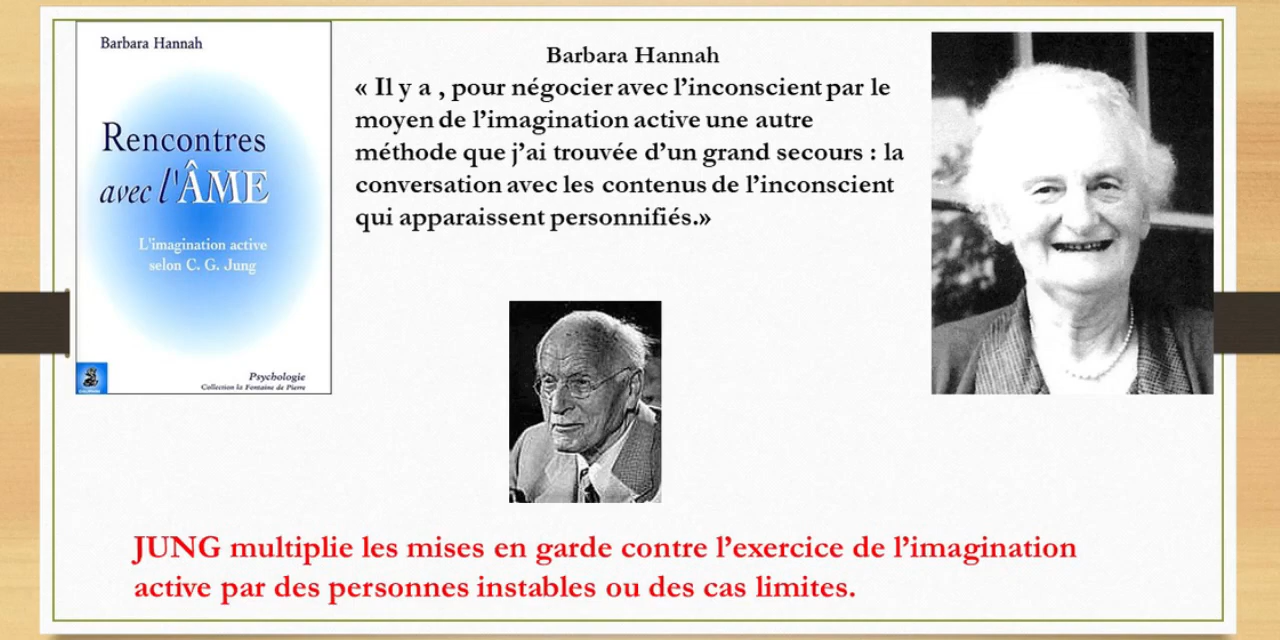 Barbara Hannah
Rencontres
avec l'ÂME
L'imagination active
selon C. G. Jung
Psychologie
Collection la Fontaine de Pierre
Barbara Hannah
« Il y a , pour négocier avec l’inconscient par le
moyen de l’imagination active une autre
méthode que j’ai trouvée d’un grand secours : la
conversation avec les contenus de l’inconscient
qui apparaissent personnifiés.»
JUNG multiplie les mises en garde contre l’exercice de l’imagination
active par des personnes instables ou des cas limites.